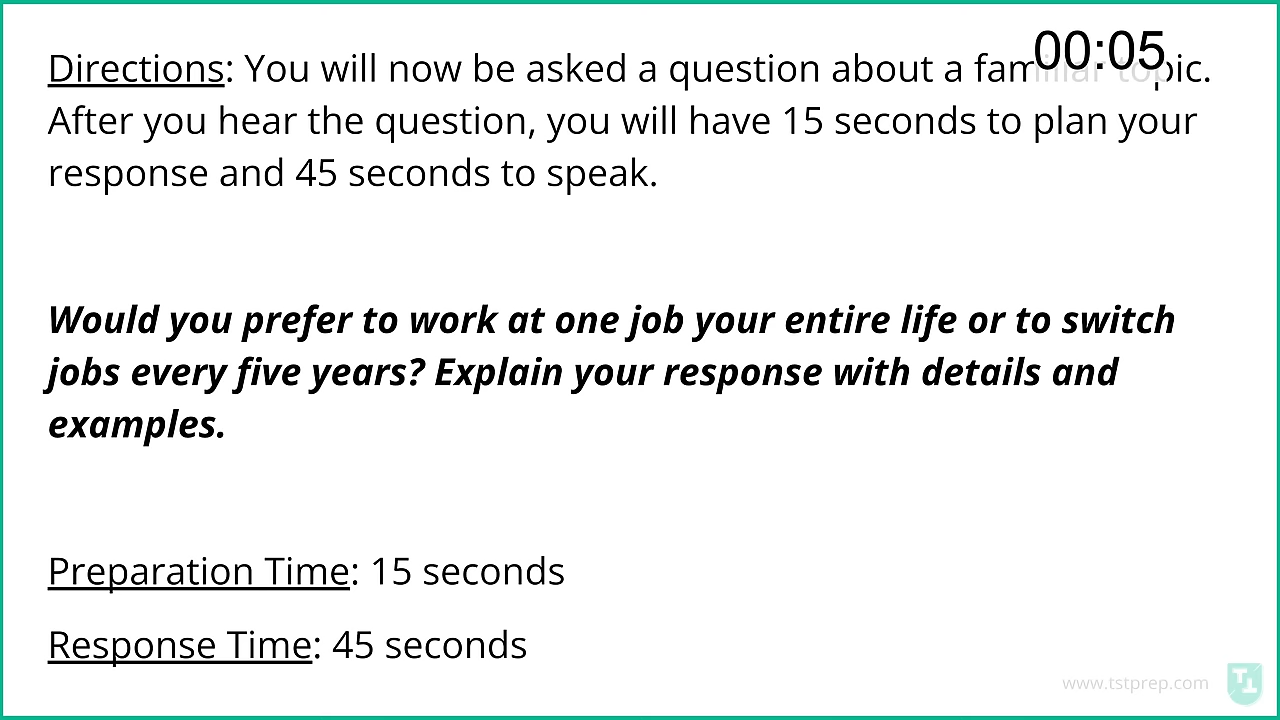 00:05
Directions: You will now be asked a question about a familiar topic.
After you hear the question, you will have 15 seconds to plan your
response and 45 seconds to speak.
Would you prefer to work at one job your entire life or to switch
jobs every five years? Explain your response with details and
examples.
Preparation Time: 15 seconds
Response Time: 45 seconds
www.tstprep.com